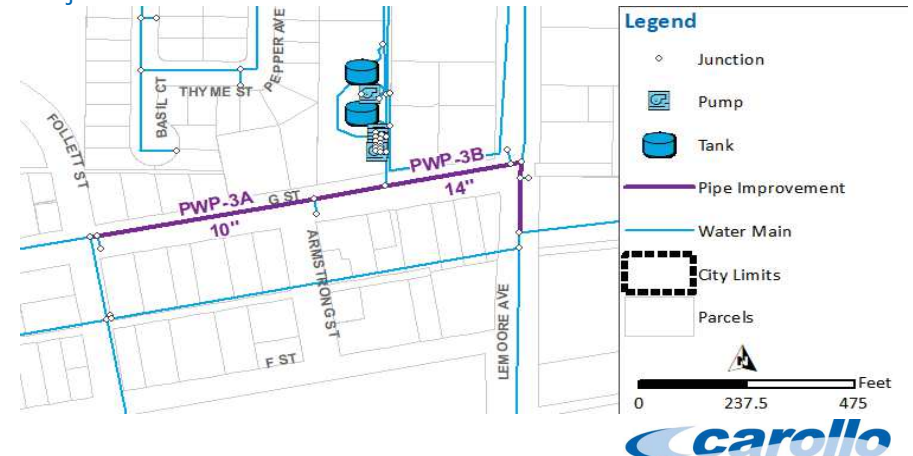 PEPPER AVE
THYME ST
BASIL CT
FOLLETT ST
PWP-3B
14"
PWP-3A
G ST
10"
ARMSTRONG ST
LEMOORE AVE
F ST
Legend
Junction
Pump
Tank
Pipe Improvement
Water Main
City Limits
Parcels
Feet
0 237.5 475
carollo